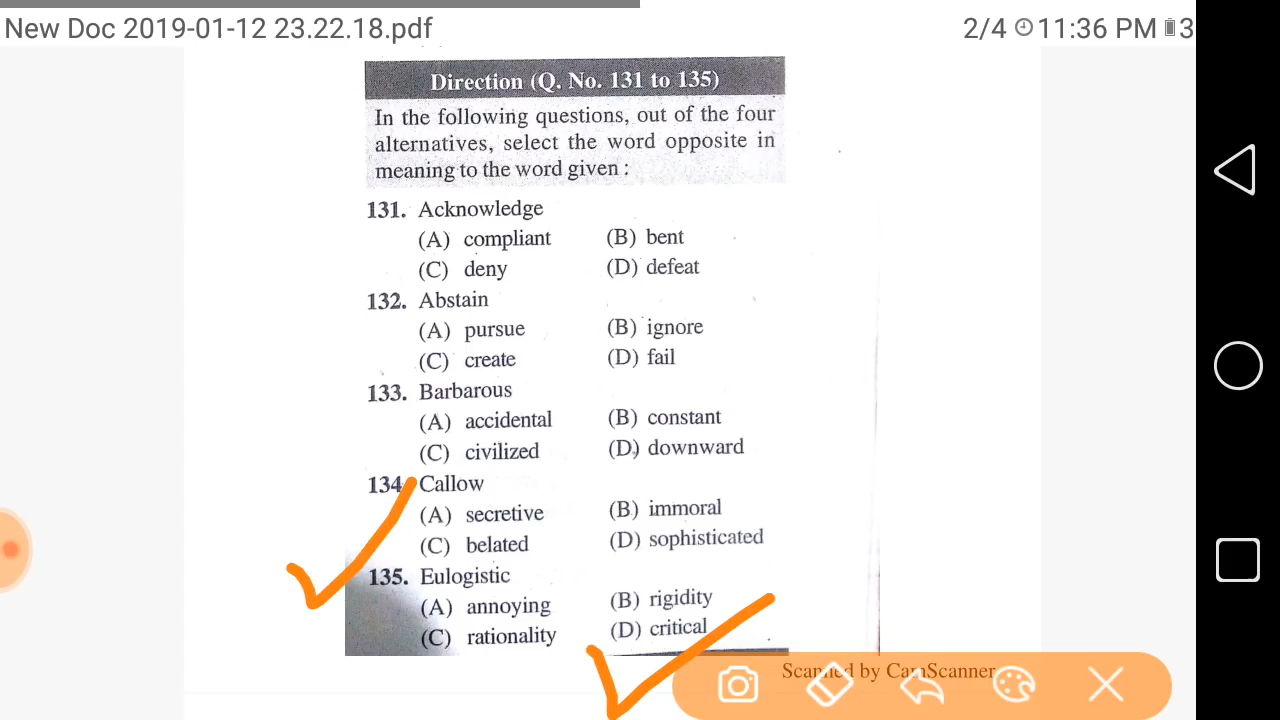 New Doc 2019-01-12 23.22.18.pdf 2/4 11:36 PM 3
Direction (Q. No. 131 to 135)
In the following questions, out of the four
alternatives, select the word opposite in
meaning to the word given :
131. Acknowledge
(A) compliant (B) bent
(C) deny (D) defeat
132. Abstain
(A) pursue (B) ignore
(C) create (D) fail
133. Barbarous
(A) accidental (B) constant
(C) civilized (D) downward
134. Callow
(A) secretive (B) immoral
(C) belated (D) sophisticated
135. Eulogistic
(A) annoying (B) rigidity
(C) rationality (D) critical
Scanned by CamScanner